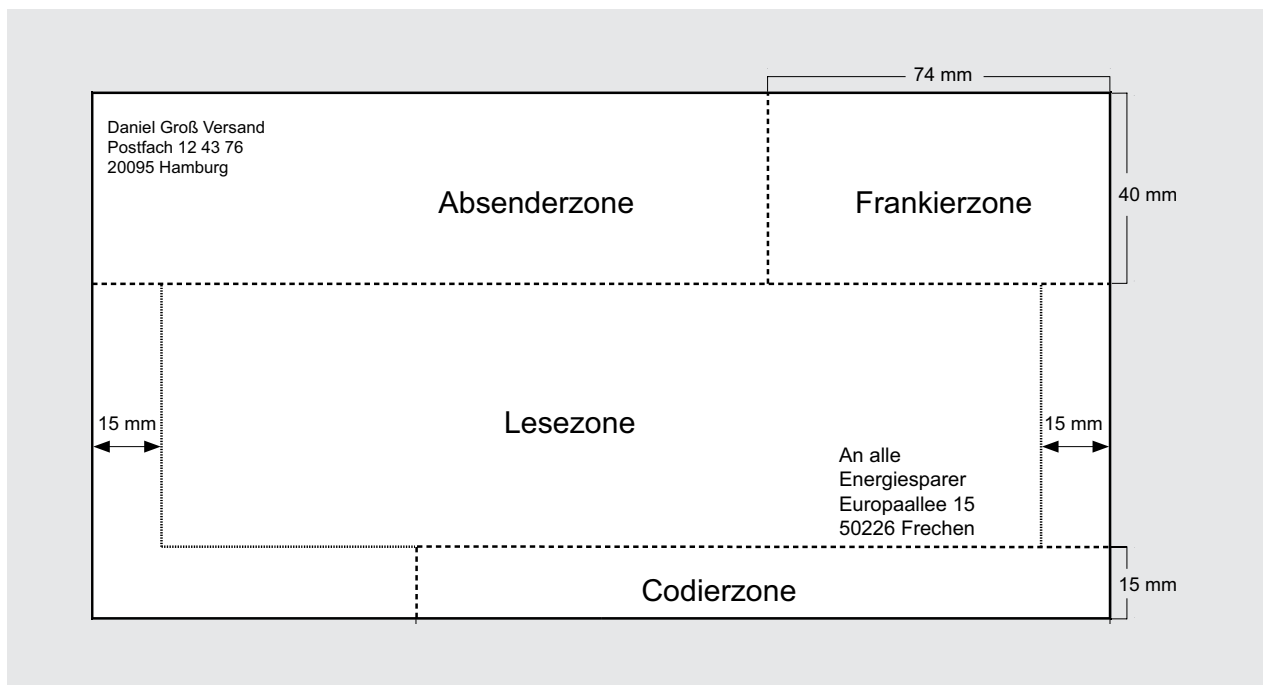 74 mm
Daniel Groß Versand
Postfach 12 43 76
20095 Hamburg
Absenderzone
Frankierzone
40 mm
15 mm
Lesezone
15 mm
An alle
Energiesparer
Europaallee 15
50226 Frechen
Codierzone
15 mm